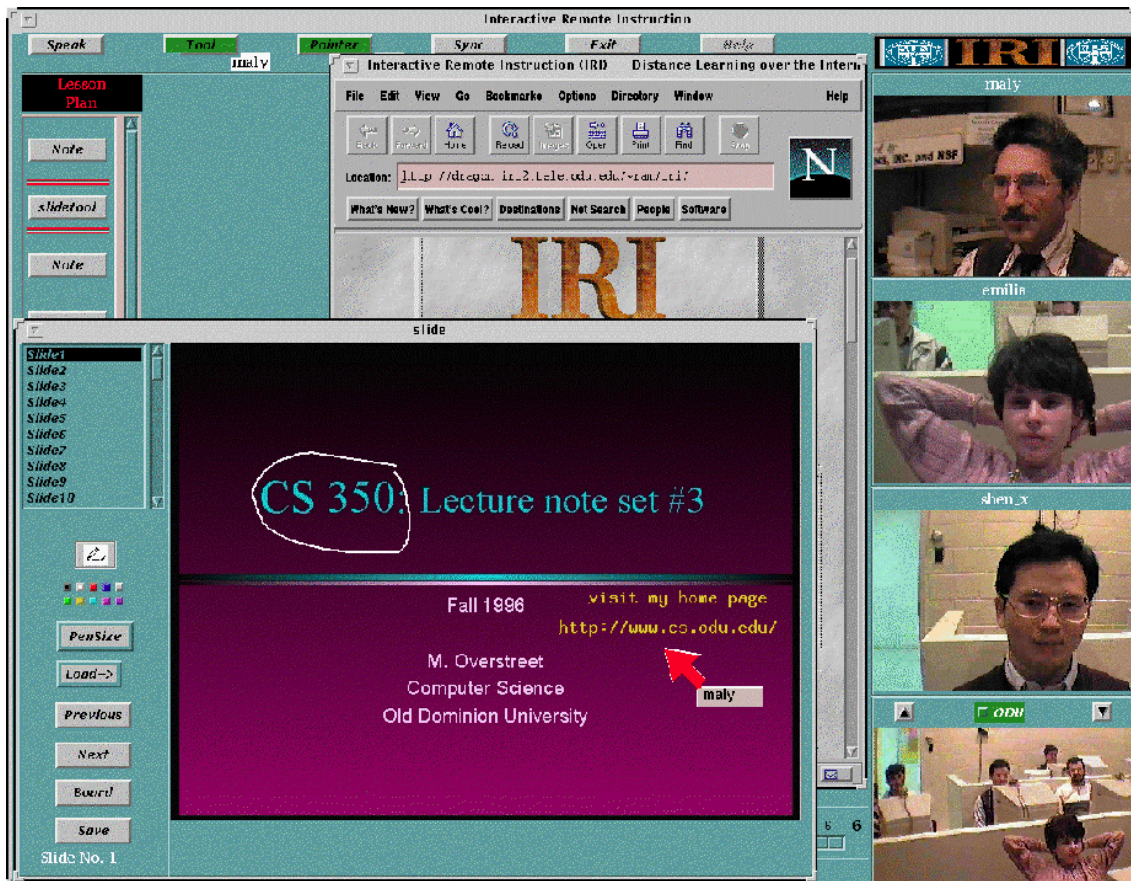 Interactive Remote Instruction
Speak
Tool
Pointer
Sync
Exit
Help
maly
IRI
Lesson
Plan
Note
slidetool
Note
Interactive Remote Instruction (IRI) Distance Learning over the Intern
File Edit View Go Bookmarks Options Directory Window Help
Back
Forward
Home
Reload
Images
Open
Print
Find
Stop
N
Location:
What's New?
What's Cool?
Destinations
Net Search
People
Software
IRI
maly
INC. and NSF
emilia
shen_x
ODU
slide
Slide1
Slide2
Slide3
Slide4
Slide5
Slide6
Slide7
Slide8
Slide9
Slide10
PenSize
Load->
Previous
Next
Board
Save
Slide No. 1
CS 350: Lecture note set #3
Fall 1996
visit my home page
http://www.cs.odu.edu/
M. Overstreet
Computer Science
Old Dominion University
maly
6